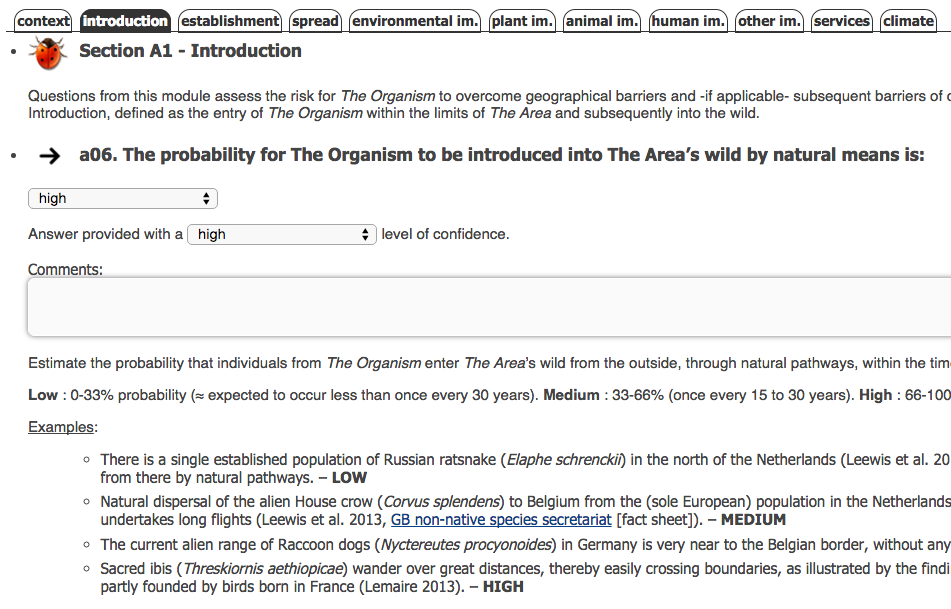 context introduction establishment spread environmental im. plant im. animal im. human im. other im. services climate
Section A1 - Introduction
Questions from this module assess the risk for The Organism to overcome geographical barriers and -if applicable- subsequent barriers of
Introduction, defined as the entry of The Organism within the limits of The Area and subsequently into the wild.
a06. The probability for The Organism to be introduced into The Area’s wild by natural means is:
high
Answer provided with a high level of confidence.
Comments:
Estimate the probability that individuals from The Organism enter The Area's wild from the outside, through natural pathways, within the
Low : 0-33% probability (≈ expected to occur less than once every 30 years). Medium : 33-66% (once every 15 to 30 years). High : 66-100
Examples:
There is a single established population of Russian ratsnake (Elaphe schrenckii) in the north of the Netherlands (Leewis et al. 20
from there by natural pathways. – LOW
Natural dispersal of the alien House crow (Corvus splendens) to Belgium from the (sole European) population in the Netherlands
undertakes long flights (Leewis et al. 2013, GB non-native species secretariat [fact sheet]). – MEDIUM
The current alien range of Raccoon dogs (Nyctereutes procyonoides) in Germany is very near to the Belgian border, without any
Sacred ibis (Threskiornis aethiopicae) wander over great distances, thereby easily crossing boundaries, as illustrated by the
partly founded by birds born in France (Lemaire 2013). – HIGH